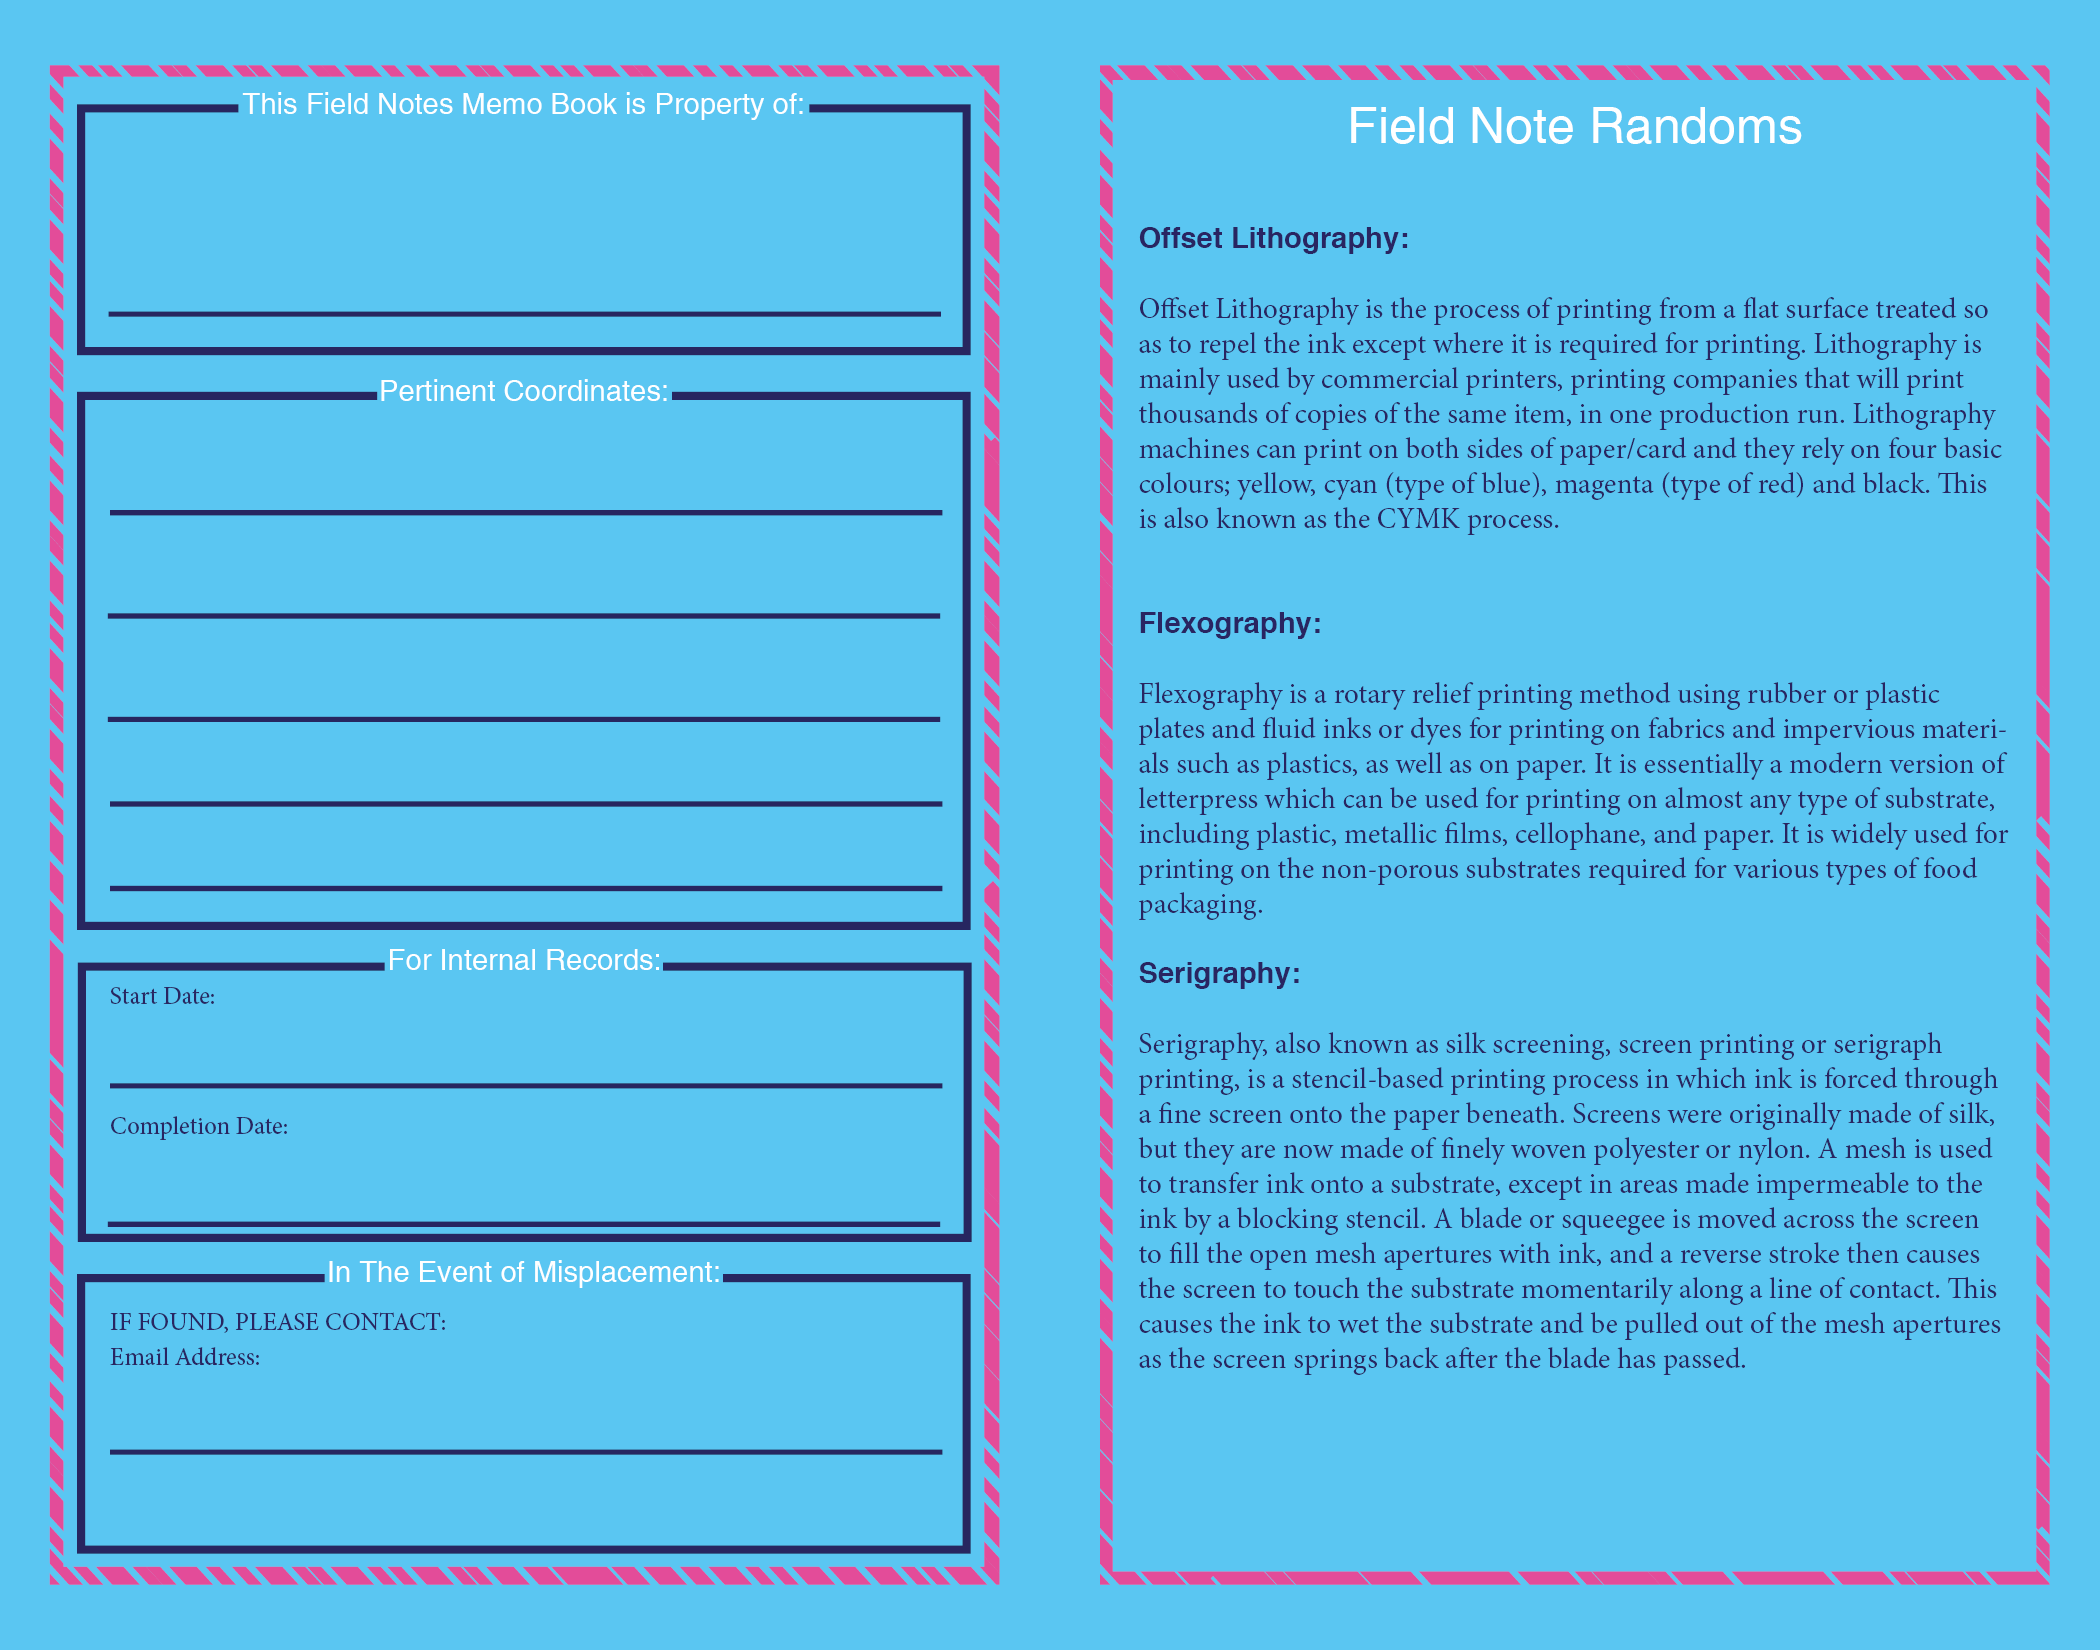 This Field Notes Memo Book is Property of:
Pertinent Coordinates:
For Internal Records:
Start Date:
Completion Date:
In The Event of Misplacement:
IF FOUND, PLEASE CONTACT:
Email Address:
Field Note Randoms
Offset Lithography:
Offset Lithography is the process of printing from a flat surface treated so
as to repel the ink except where it is required for printing. Lithography is
mainly used by commercial printers, printing companies that will print
thousands of copies of the same item, in one production run. Lithography
machines can print on both sides of paper/card and they rely on four basic
colours; yellow, cyan (type of blue), magenta (type of red) and black. This
is also known as the CYMK process.
Flexography:
Flexography is a rotary relief printing method using rubber or plastic
plates and fluid inks or dyes for printing on fabrics and impervious materi-
als such as plastics, as well as on paper. It is essentially a modern version of
letterpress which can be used for printing on almost any type of substrate,
including plastic, metallic films, cellophane, and paper. It is widely used for
printing on the non-porous substrates required for various types of food
packaging.
Serigraphy:
Serigraphy, also known as silk screening, screen printing or serigraph
printing, is a stencil-based printing process in which ink is forced through
a fine screen onto the paper beneath. Screens were originally made of silk,
but they are now made of finely woven polyester or nylon. A mesh is used
to transfer ink onto a substrate, except in areas made impermeable to the
ink by a blocking stencil. A blade or squeegee is moved across the screen
to fill the open mesh apertures with ink, and a reverse stroke then causes
the screen to touch the substrate momentarily along a line of contact. This
causes the ink to wet the substrate and be pulled out of the mesh apertures
as the screen springs back after the blade has passed.